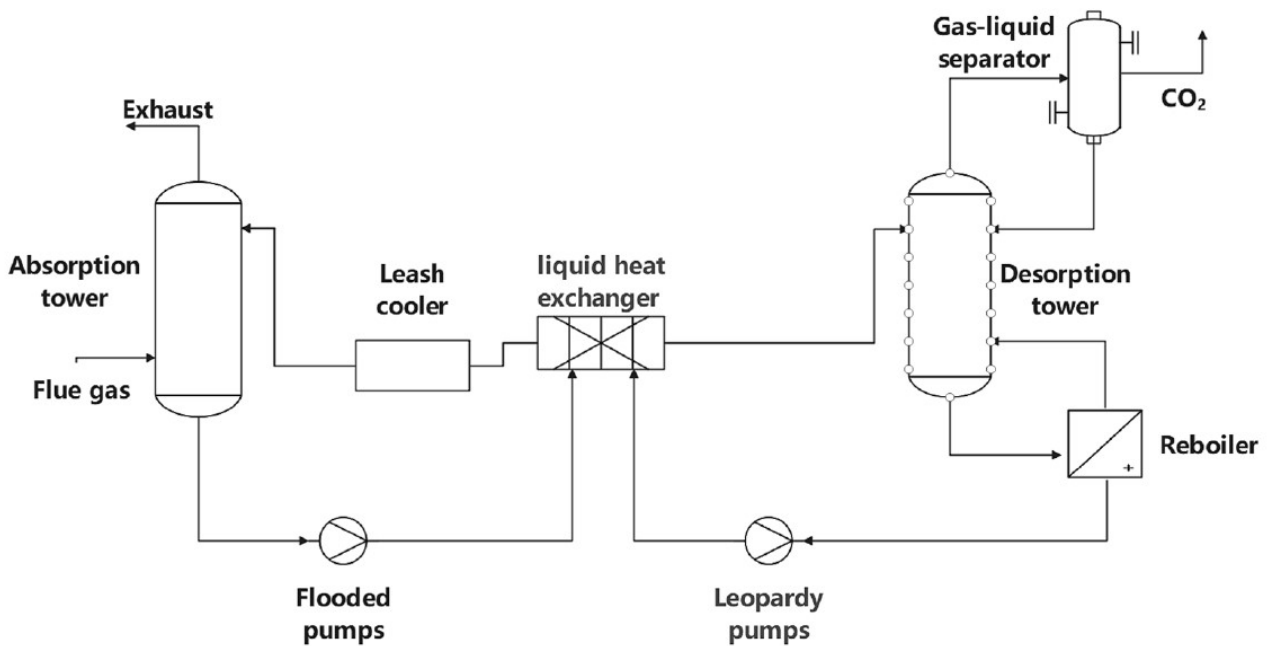 Gas-liquid
separator
CO₂
Exhaust
Absorption
tower
Leash
cooler
liquid heat
exchanger
Desorption
tower
Flue gas
Reboiler
+
Flooded
pumps
Leopardy
pumps